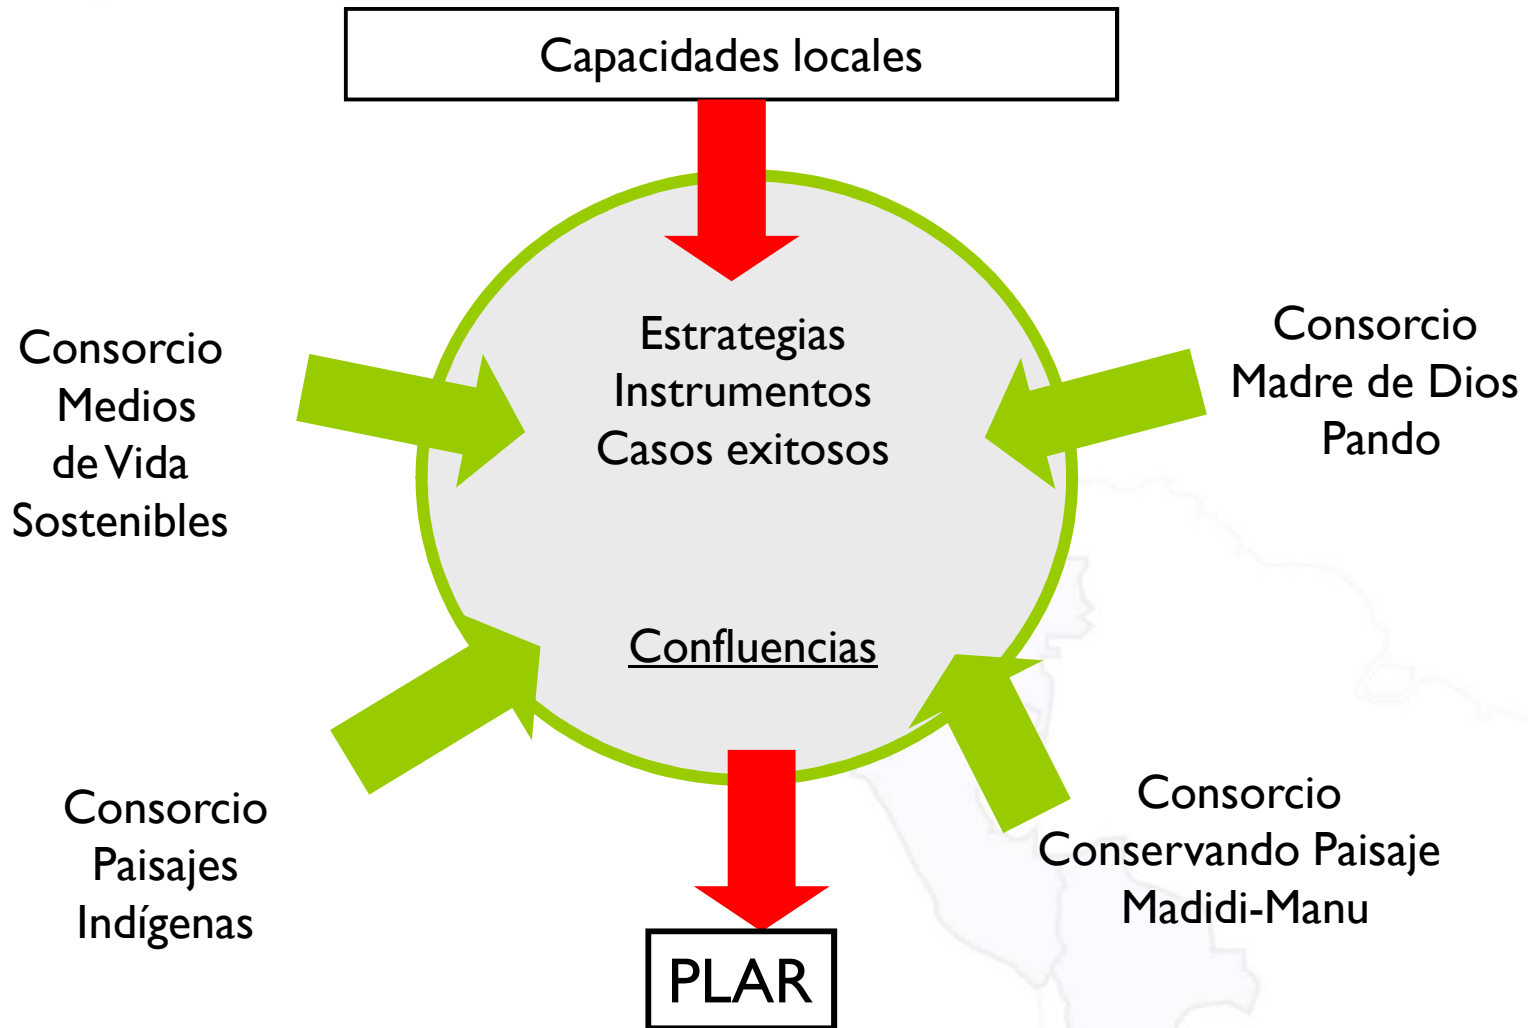 Capacidades locales
Consorcio
Medios
de Vida
Sostenibles
Estrategias
Instrumentos
Casos exitosos
Consorcio
Madre de Dios
Pando
Confluencias
Consorcio
Paisajes
Indígenas
Consorcio
Conservando Paisaje
Madidi-Manu
PLAR